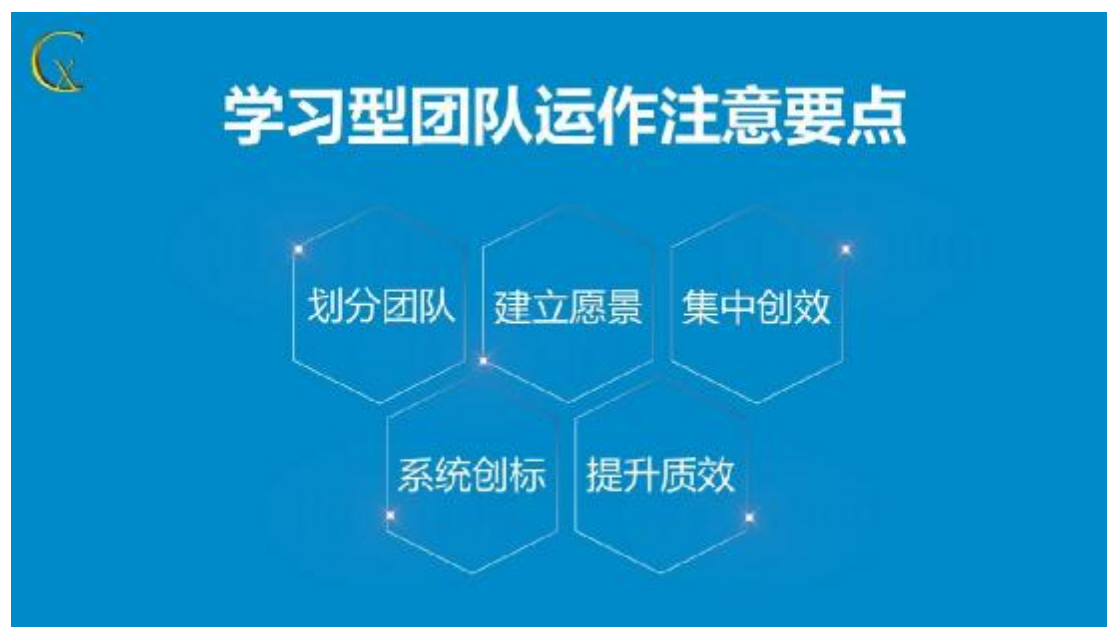 Cx
学习型团队运作注意要点
划分团队
建立愿景
集中创效
系统创标
提升质效